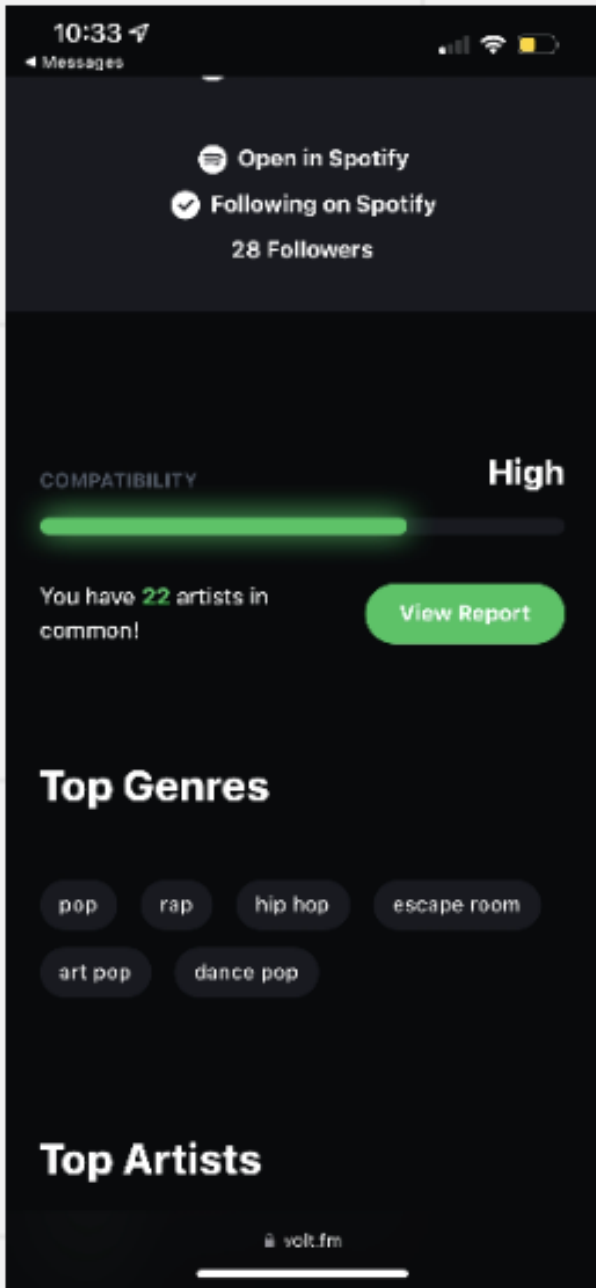 10:33
Messages
Open in Spotify
Following on Spotify
28 Followers
COMPATIBILITY
High
You have 22 artists in
common!
View Report
Top Genres
pop
rap
hip hop
escape room
art pop
dance pop
Top Artists
volt.fm